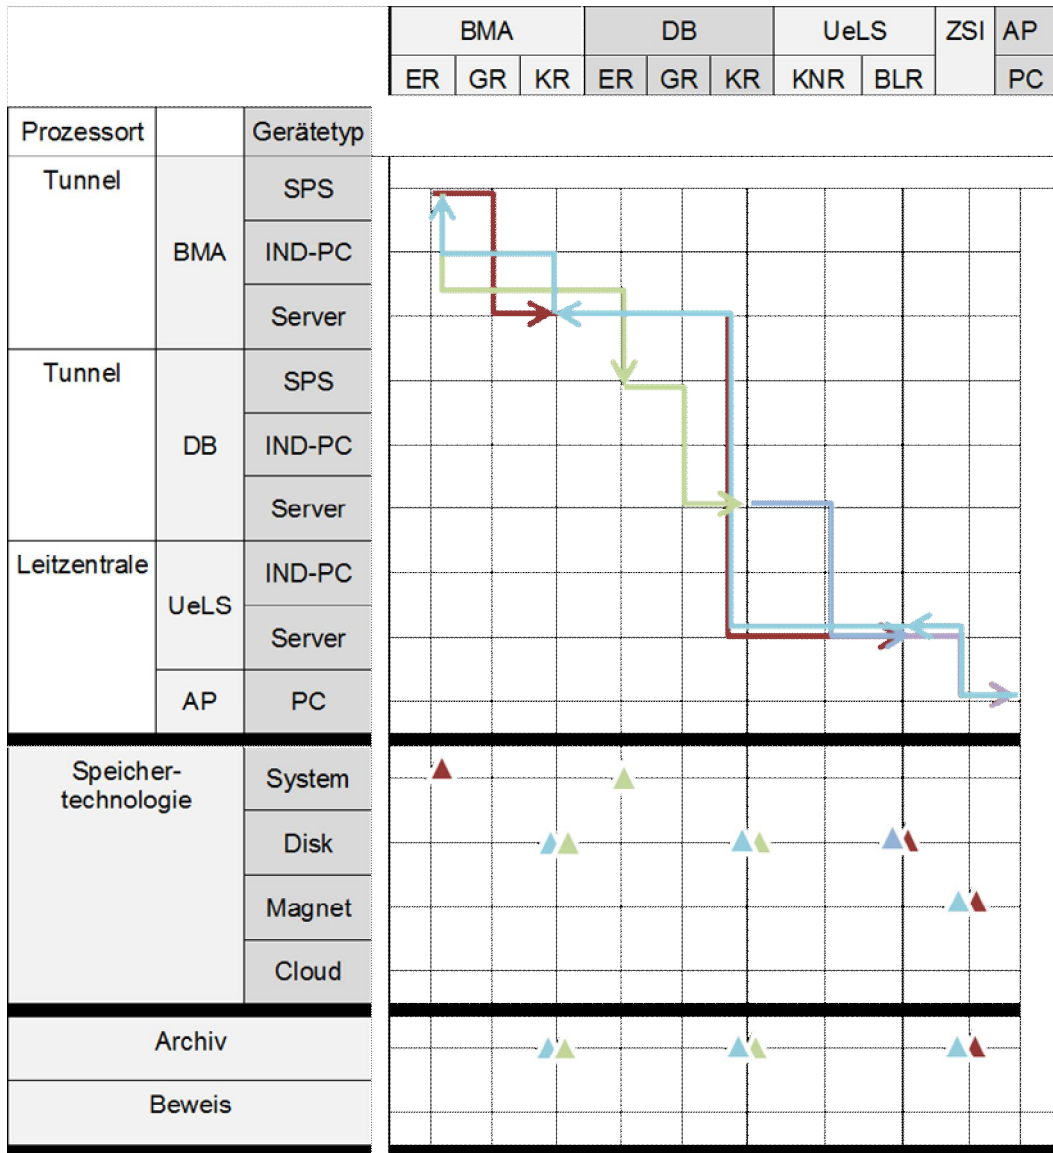 BMA DB UeLS ZSI AP
ER GR KR ER GR KR KNR BLR PC
Prozessort Gerätetyp
Tunnel SPS
BMA IND-PC
Server
Tunnel SPS
DB IND-PC
Server
Leitzentrale IND-PC
UeLS
Server
AP PC
Speicher- System
technologie
Disk
Magnet
Cloud
Archiv
Beweis